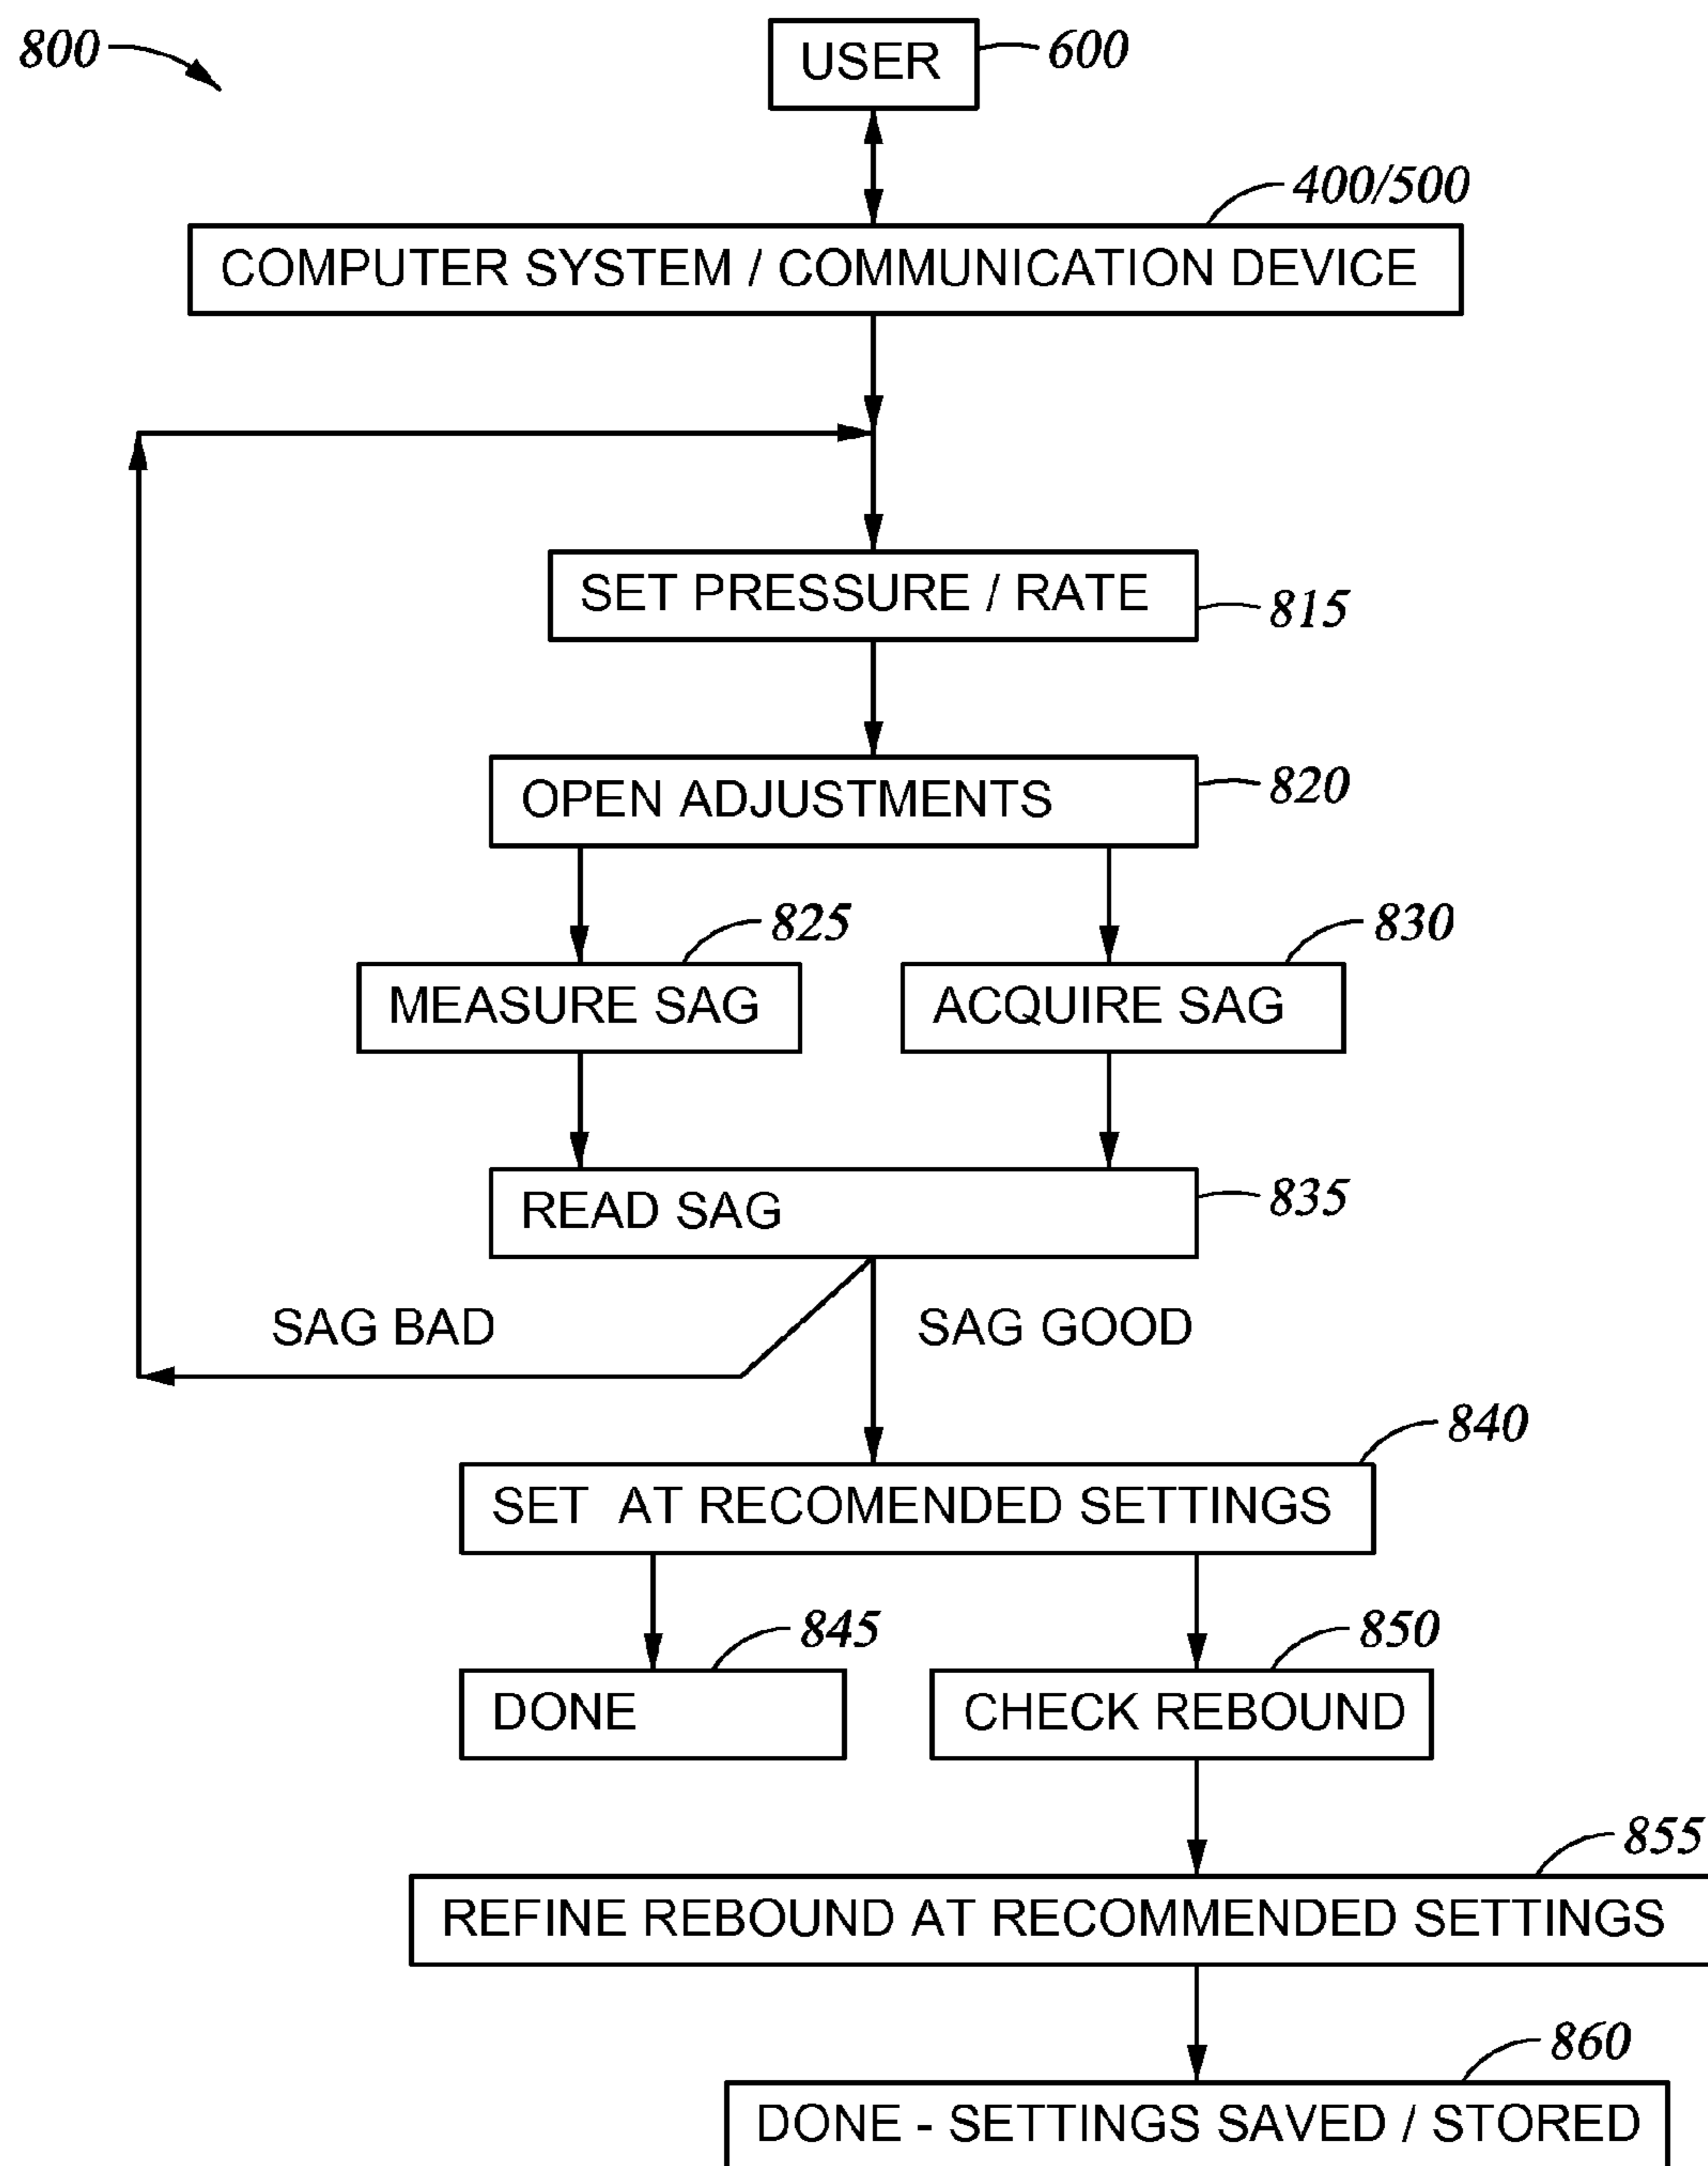 800
USER
600
400/500
COMPUTER SYSTEM / COMMUNICATION DEVICE
SET PRESSURE / RATE
815
OPEN ADJUSTMENTS
820
825
830
MEASURE SAG
ACQUIRE SAG
READ SAG
835
SAG BAD
SAG GOOD
840
SET AT RECOMENDED SETTINGS
845
850
DONE
CHECK REBOUND
855
REFINE REBOUND AT RECOMMENDED SETTINGS
860
DONE - SETTINGS SAVED / STORED